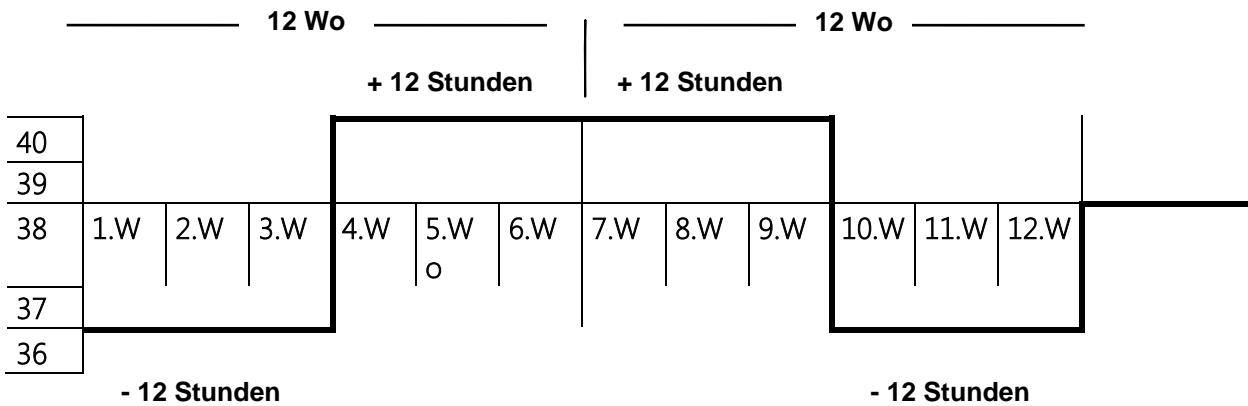 12 Wo 12 Wo
+ 12 Stunden + 12 Stunden
40
39
38 1.W 2.W 3.W 4.W 5.W 6.W 7.W 8.W 9.W 10.W 11.W 12.W
o
37
36
- 12 Stunden - 12 Stunden